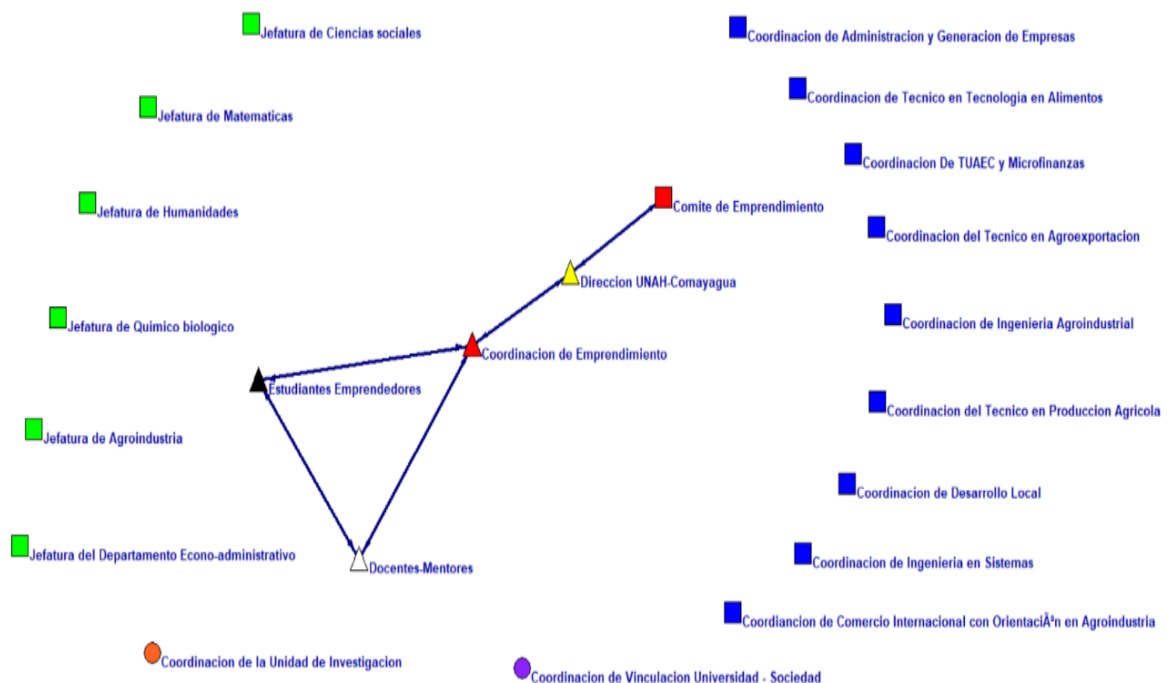 Jefatura de Ciencias sociales
Coordinacion de Administracion y Generacion de Empresas
Coordinacion de Tecnico en Tecnologia en Alimentos
Jefatura de Matematicas
Coordinacion De TUAEC y Microfinanzas
Comite de Emprendimiento
Jefatura de Humanidades
Coordinacion del Tecnico en Agroexportacion
Direccion UNAH-Comayagua
Coordinacion de Ingenieria Agroindustrial
Jefatura de Quimico biologico
Coordinacion de Emprendimiento
Estudiantes Emprendedores
Coordinacion del Tecnico en Produccion Agricola
Jefatura de Agroindustria
Coordinacion de Desarrollo Local
Jefatura del Departamento Econo-administrativo
Coordinacion de Ingenieria en Sistemas
Docentes-Mentores
Coordiancion de Comercio Internacional con OrientaciÃªn en Agroindustria
Coordinacion de la Unidad de Investigacion
Coordinacion de Vinculacion Universidad - Sociedad